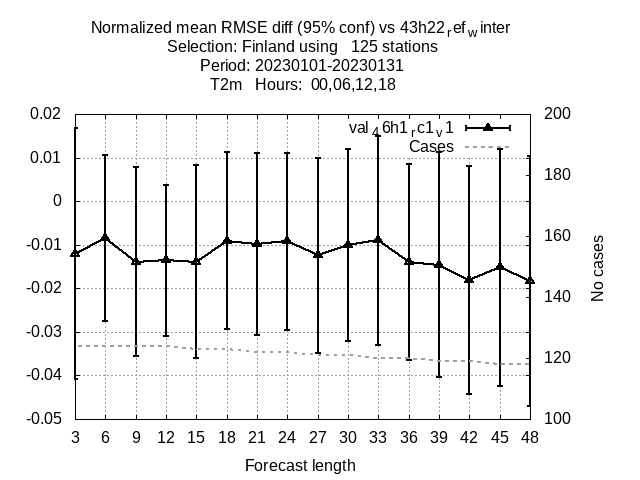 Normalized mean RMSE diff (95% conf) vs 43h22ᵣef_winter
Selection: Finland using   125 stations
Period: 20230101-20230131
T2m   Hours:  00,06,12,18
0.02
0.01
0
-0.01
-0.02
-0.03
-0.04
-0.05
val₄6h1ᵣc1ᵥ1
Cases
200
180
160
140
120
100
No cases
3 6 9 12 15 18 21 24 27 30 33 36 39 42 45 48
Forecast length